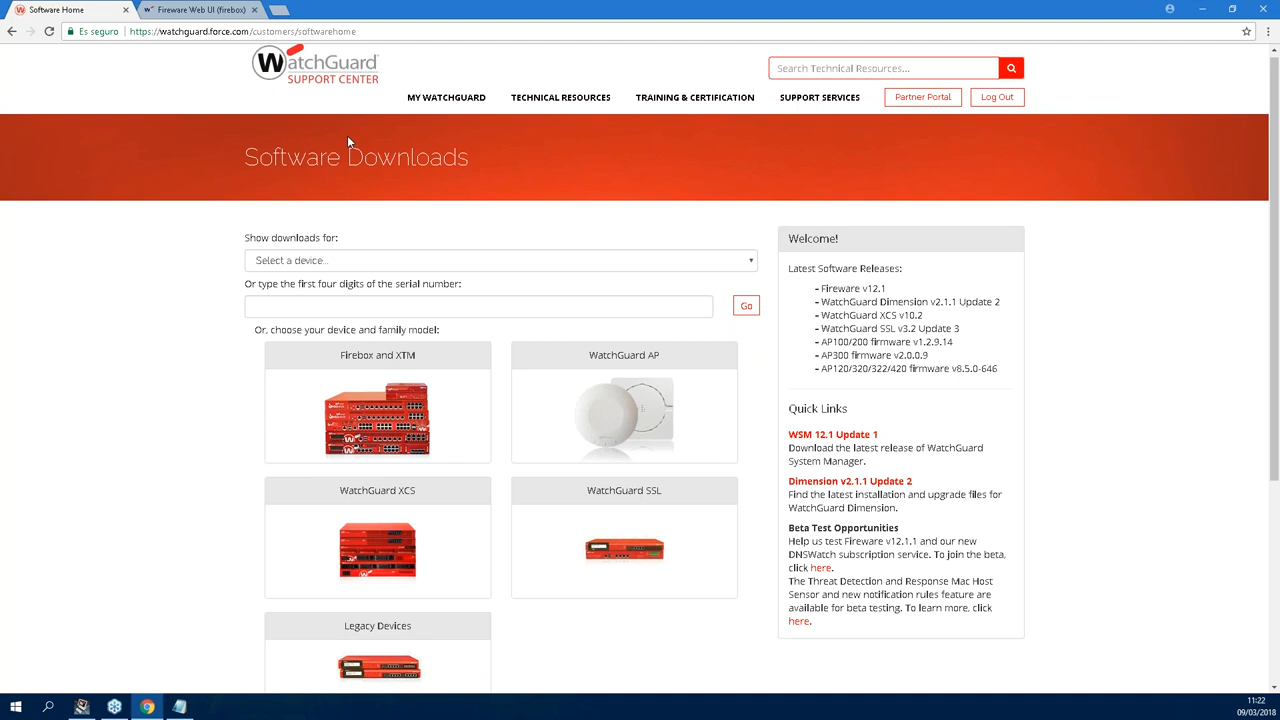 Software Home
Fireware Web UI (firebox)
Es seguro
https://watchguard.force.com/customers/softwarehome
WatchGuard
SUPPORT CENTER
Search Technical Resources...
MY WATCHGUARD
TECHNICAL RESOURCES
TRAINING & CERTIFICATION
SUPPORT SERVICES
Partner Portal
Log Out
Software Downloads
Show downloads for:
Select a device...
Or type the first four digits of the serial number:
Go
Or, choose your device and family model:
Firebox and XTM
WatchGuard AP
WatchGuard XCS
WatchGuard SSL
Legacy Devices
Welcome!
Latest Software Releases:
- Fireware v12.1
- WatchGuard Dimension v2.1.1 Update 2
- WatchGuard XCS v10.2
- WatchGuard SSL v3.2 Update 3
- AP100/200 firmware v1.2.9.14
- AP300 firmware v2.0.0.9
- AP120/320/322/420 firmware v8.5.0-646
Quick Links
WSM 12.1 Update 1
Download the latest release of WatchGuard
System Manager.
Dimension v2.1.1 Update 2
Find the latest installation and upgrade files for
WatchGuard Dimension.
Beta Test Opportunities
Help us test Fireware v12.1.1 and our new
DNSWatch subscription service. To join the beta,
click here.
The Threat Detection and Response Mac Host
Sensor and new notification rules feature are
available for beta testing. To learn more, click
here.
11:22
09/03/2018